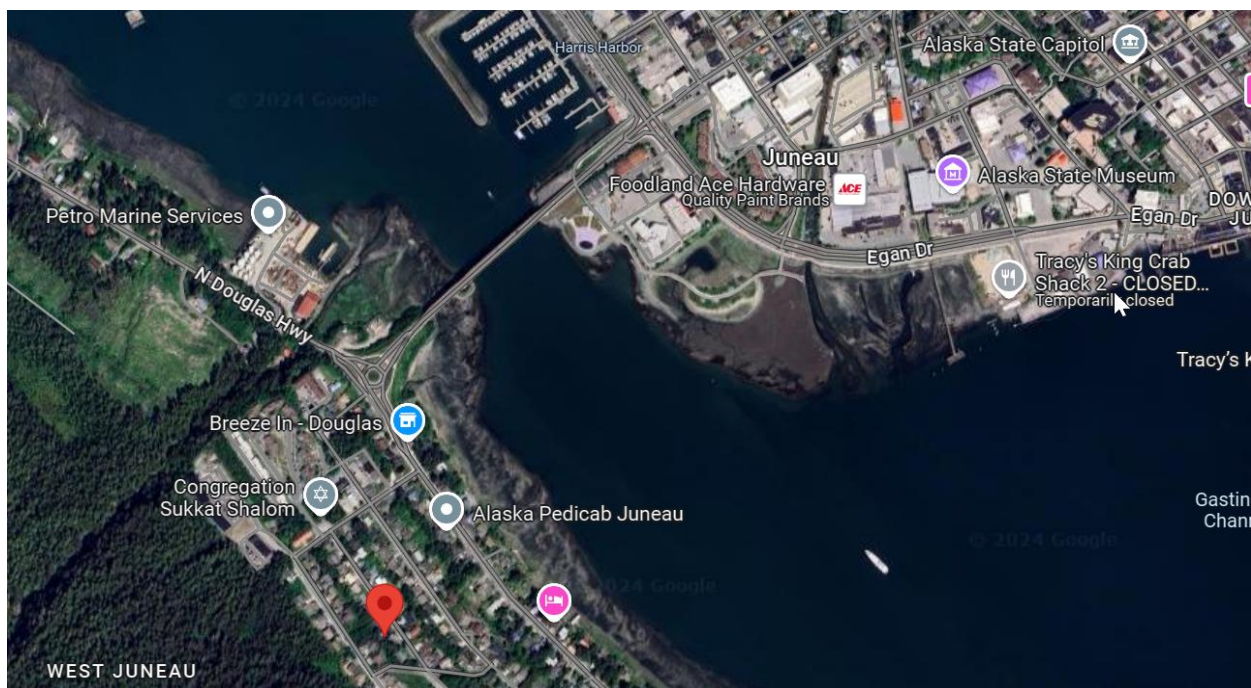 Harris Harbor
Alaska State Capitol
© 2024 Google
Juneau
Foodland Ace Hardware
Quality Paint Brands
ACE
Alaska State Museum
Petro Marine Services
DOW
JU
Egan Dr
Egan Dr
Tracy's King Crab
Shack 2 - CLOSED...
Temporarily closed
N Douglas Hwy
Tracy's K
Breeze In - Douglas
Congregation
Sukkat Shalom
Alaska Pedicab Juneau
Gastin
Chann
© 2024 Google
2024 Google
WEST JUNEAU